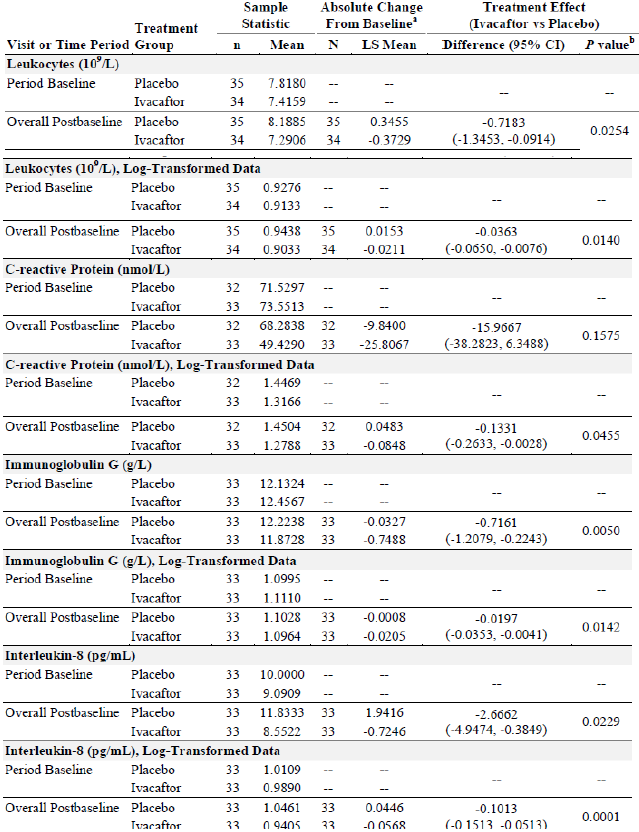 Sample Statistic Absolute Change From Baselineᵃ Treatment Effect (Ivacaftor vs Placebo)
Visit or Time Period Treatment Group n Mean N LS Mean Difference (95% CI) P valueᵇ
Leukocytes (10⁹/L)
Period Baseline Placebo 35 7.8180 -- -- -- --
Ivacaftor 34 7.4159 -- --
Overall Postbaseline Placebo 35 8.1885 35 0.3455 -0.7183 0.0254
Ivacaftor 34 7.2906 34 -0.3729 (-1.3453, -0.0914)
Leukocytes (10⁹/L), Log-Transformed Data
Period Baseline Placebo 35 0.9276 -- -- -- --
Ivacaftor 34 0.9133 -- --
Overall Postbaseline Placebo 35 0.9438 35 0.0153 -0.0363 0.0140
Ivacaftor 34 0.9033 34 -0.0211 (-0.0650, -0.0076)
C-reactive Protein (nmol/L)
Period Baseline Placebo 32 71.5297 -- -- -- --
Ivacaftor 33 73.5513 -- --
Overall Postbaseline Placebo 32 68.2838 32 -9.8400 -15.9667 0.1575
Ivacaftor 33 49.4290 33 -25.8067 (-38.2823, 6.3488)
C-reactive Protein (nmol/L), Log-Transformed Data
Period Baseline Placebo 32 1.4469 -- -- -- --
Ivacaftor 33 1.3166 -- --
Overall Postbaseline Placebo 32 1.4504 32 0.0483 -0.1331 0.0455
Ivacaftor 33 1.2788 33 -0.0848 (-0.2633, -0.0028)
Immunoglobulin G (g/L)
Period Baseline Placebo 33 12.1324 -- -- -- --
Ivacaftor 33 12.4567 -- --
Overall Postbaseline Placebo 33 12.2238 33 -0.0327 -0.7161 0.0050
Ivacaftor 33 11.8728 33 -0.7488 (-1.2079, -0.2243)
Immunoglobulin G (g/L), Log-Transformed Data
Period Baseline Placebo 33 1.0995 -- -- -- --
Ivacaftor 33 1.1110 -- --
Overall Postbaseline Placebo 33 1.1028 33 -0.0008 -0.0197 0.0142
Ivacaftor 33 1.0964 33 -0.0205 (-0.0353, -0.0041)
Interleukin-8 (pg/mL)
Period Baseline Placebo 33 10.0000 -- -- -- --
Ivacaftor 33 9.0909 -- --
Overall Postbaseline Placebo 33 11.8333 33 1.9416 -2.6662 0.0229
Ivacaftor 33 8.5522 33 -0.7246 (-4.9474, -0.3849)
Interleukin-8 (pg/mL), Log-Transformed Data
Period Baseline Placebo 33 1.0109 -- -- -- --
Ivacaftor 33 0.9890 -- --
Overall Postbaseline Placebo 33 1.0461 33 0.0446 -0.1013 0.0001
Ivacaftor 33 0.9405 33 -0.0568 (-0.1513, -0.0513)